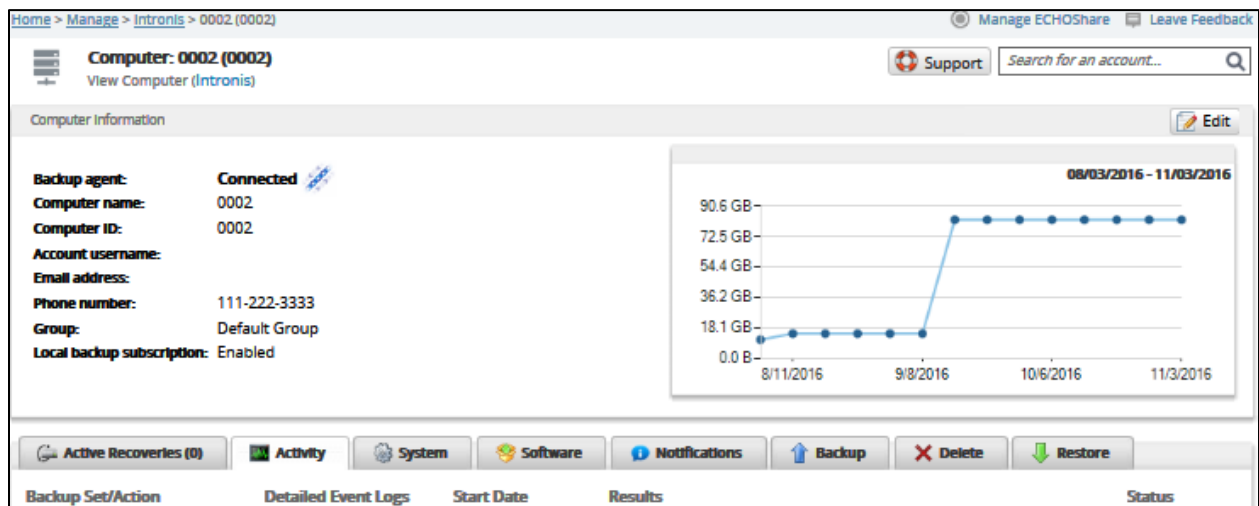 Home > Manage > Intronis > 0002 (0002)
Manage ECHOShare Leave Feedback
Computer: 0002 (0002)
View Computer (Intronis)
Support
Search for an account...
Computer Information
Edit
Backup agent: Connected
Computer name: 0002
Computer ID: 0002
Account username:
Email address:
Phone number: 111-222-3333
Group: Default Group
Local backup subscription: Enabled
08/03/2016 - 11/03/2016
90.6 GB
72.5 GB
54.4 GB
36.2 GB
18.1 GB
0.0 B
8/11/2016 9/8/2016 10/6/2016 11/3/2016
Active Recoveries (0) Activity System Software Notifications Backup Delete Restore
Backup Set/Action Detailed Event Logs Start Date Results Status